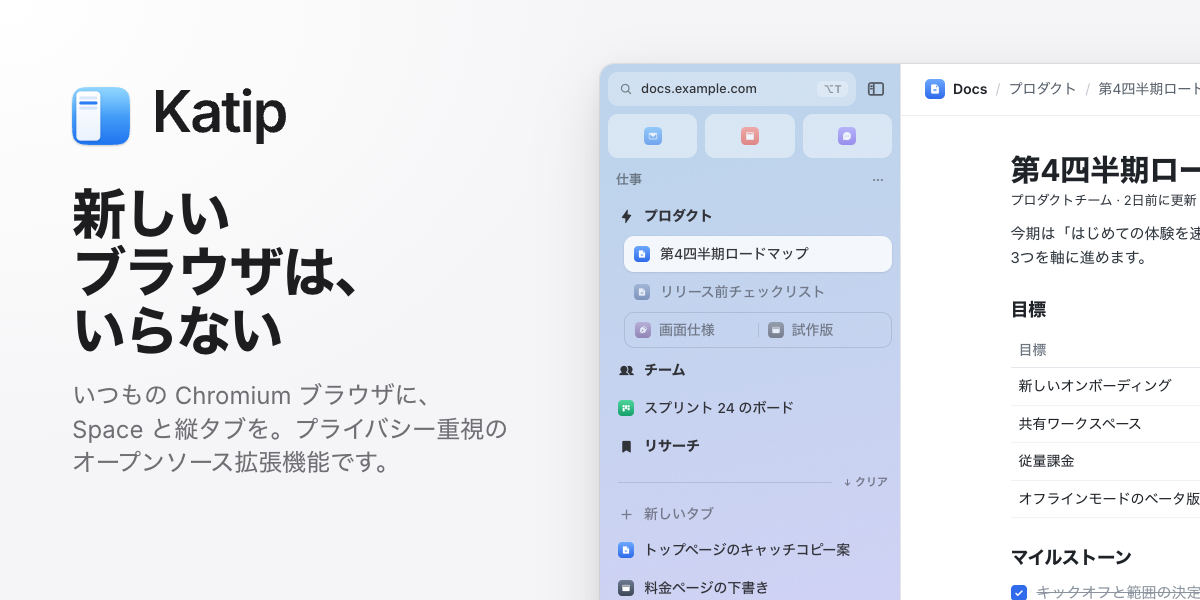 Katip
新しい
ブラウザは、
いらない
いつもの Chromium ブラウザに、
Space と縦タブを。プライバシー重視の
オープンソース拡張機能です。
docs.example.com
⌥T
仕事
プロダクト
第4四半期ロードマップ
リリース前チェックリスト
画面仕様
試作版
チーム
スプリント 24 のボード
リサーチ
↓ クリア
+ 新しいタブ
トップページのキャッチコピー案
料金ページの下書き
Docs / プロダクト / 第4四半期ロート
第4四半期ロー
プロダクトチーム · 2日前に更新
今期は「はじめての体験を速
3つを軸に進めます。
目標
目標
新しいオンボーディング
共有ワークスペース
従量課金
オフラインモードのベータ版
マイルストーン
キックオフと範囲の決定